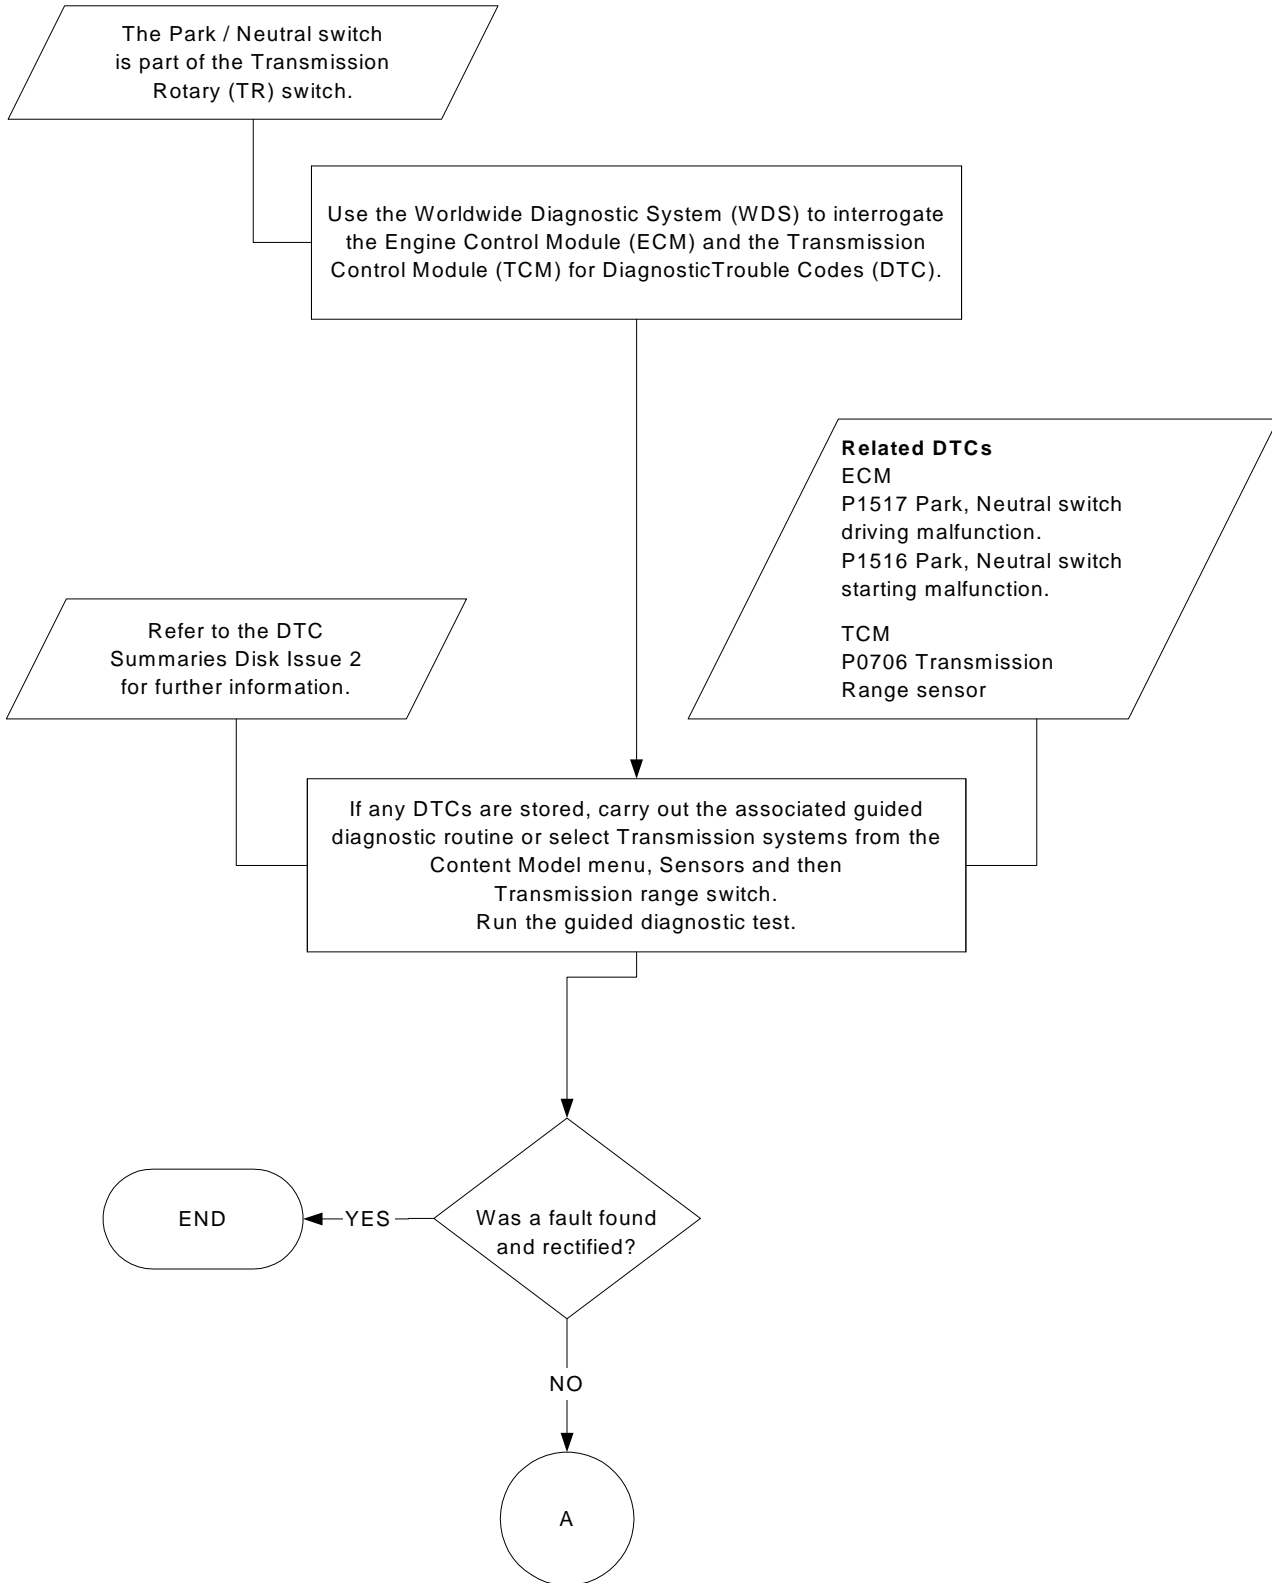 The Park / Neutral switch
is part of the Transmission
Rotary (TR) switch.
Use the Worldwide Diagnostic System (WDS) to interrogate
the Engine Control Module (ECM) and the Transmission
Control Module (TCM) for DiagnosticTrouble Codes (DTC).
Related DTCs
ECM
P1517 Park, Neutral switch
driving malfunction.
P1516 Park, Neutral switch
starting malfunction.
TCM
P0706 Transmission
Range sensor
Refer to the DTC
Summaries Disk Issue 2
for further information.
If any DTCs are stored, carry out the associated guided
diagnostic routine or select Transmission systems from the
Content Model menu, Sensors and then
Transmission range switch.
Run the guided diagnostic test.
Was a fault found
and rectified?
YES
END
NO
A